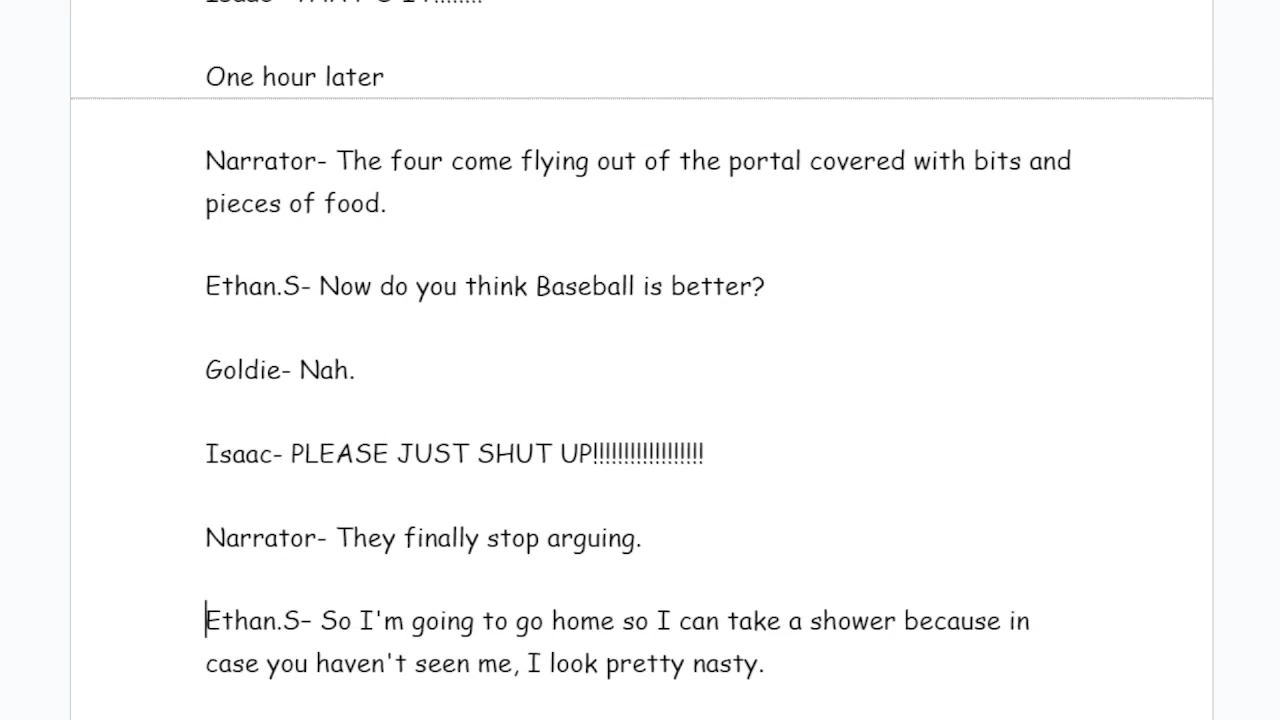 One hour later
Narrator- The four come flying out of the portal covered with bits and
pieces of food.
Ethan.S- Now do you think Baseball is better?
Goldie- Nah.
Isaac- PLEASE JUST SHUT UP!!!!!!!!!!!!!!!!!!
Narrator- They finally stop arguing.
Ethan.S- So I'm going to go home so I can take a shower because in
case you haven't seen me, I look pretty nasty.